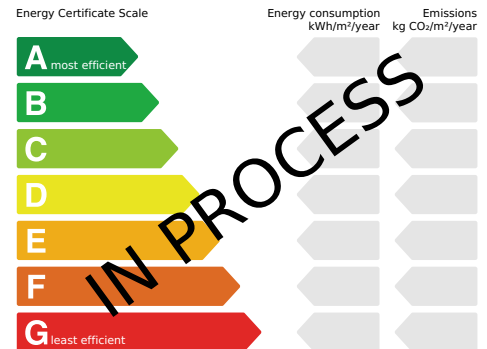 Energy Certificate Scale
Energy consumption
kWh/m²/year
Emissions
kg CO₂/m²/year
A most efficient
B
C
D
E
F
G least efficient
IN PROCESS